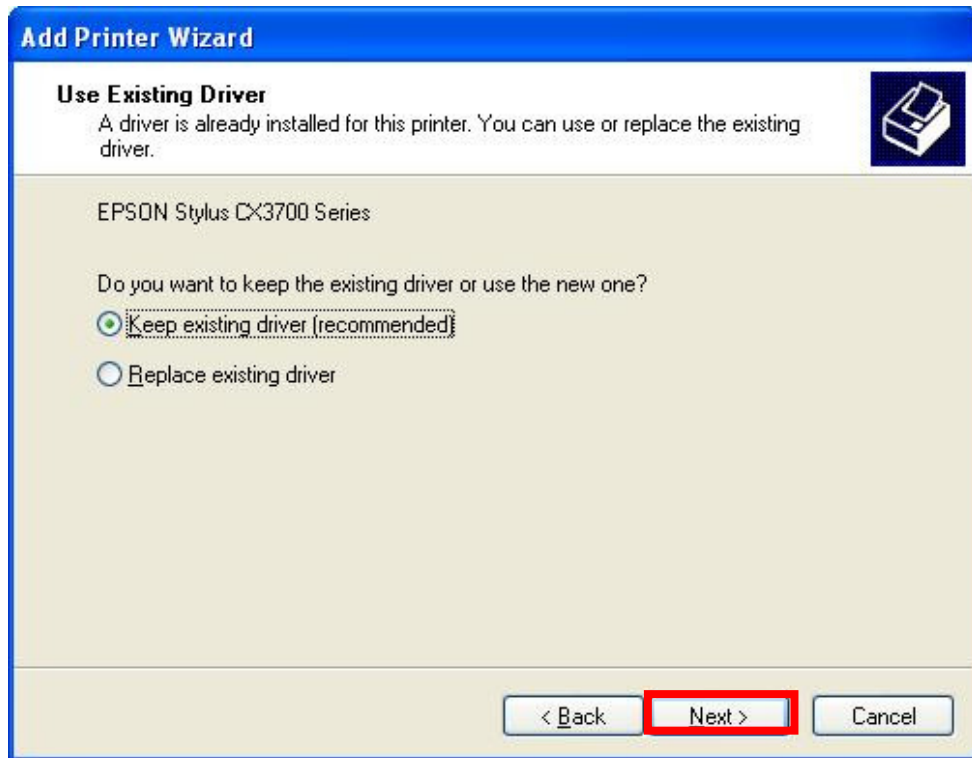 Add Printer Wizard
Use Existing Driver
A driver is already installed for this printer. You can use or replace the existing
driver.
EPSON Stylus CX3700 Series
Do you want to keep the existing driver or use the new one?
Keep existing driver (recommended)
Replace existing driver
< Back Next > Cancel